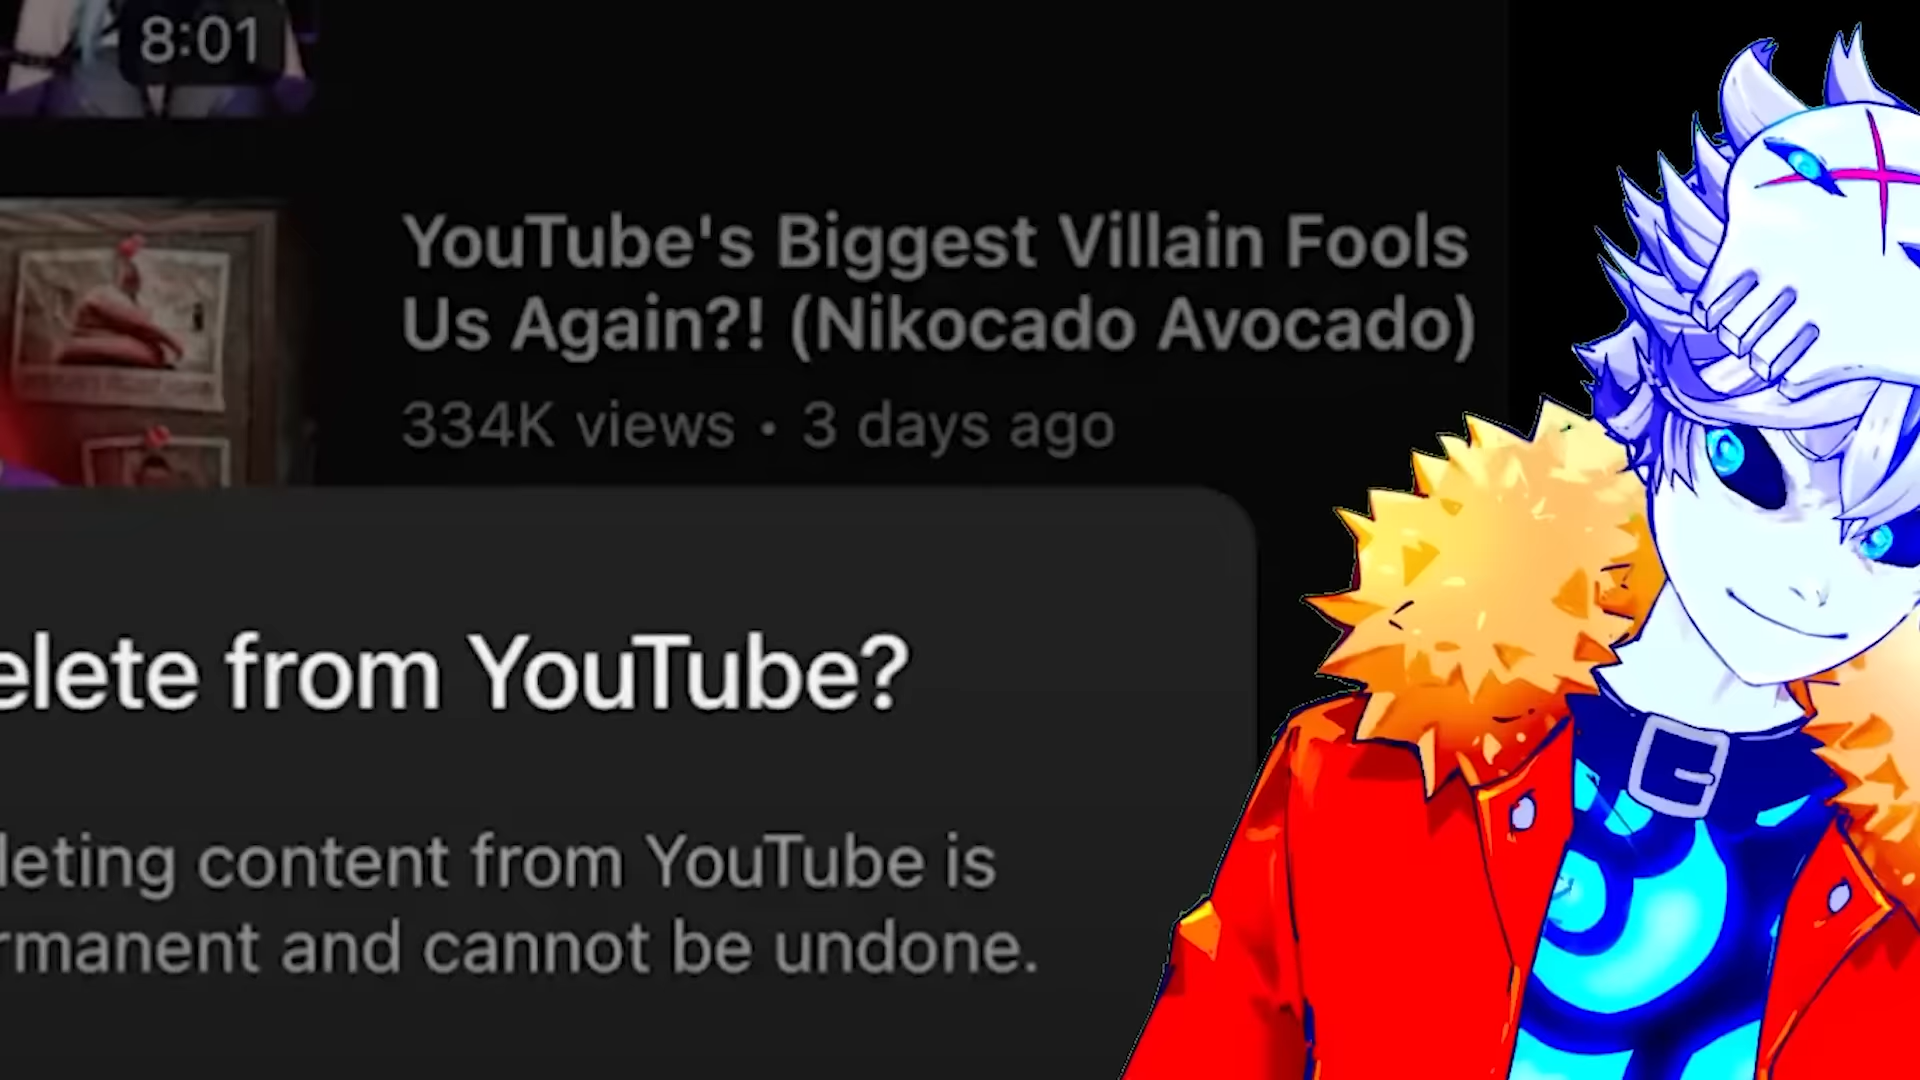 8:01
YouTube's Biggest Villain Fools
Us Again?! (Nikocado Avocado)
334K views • 3 days ago
elete from YouTube?
leting content from YouTube is
rmanent and cannot be undone.